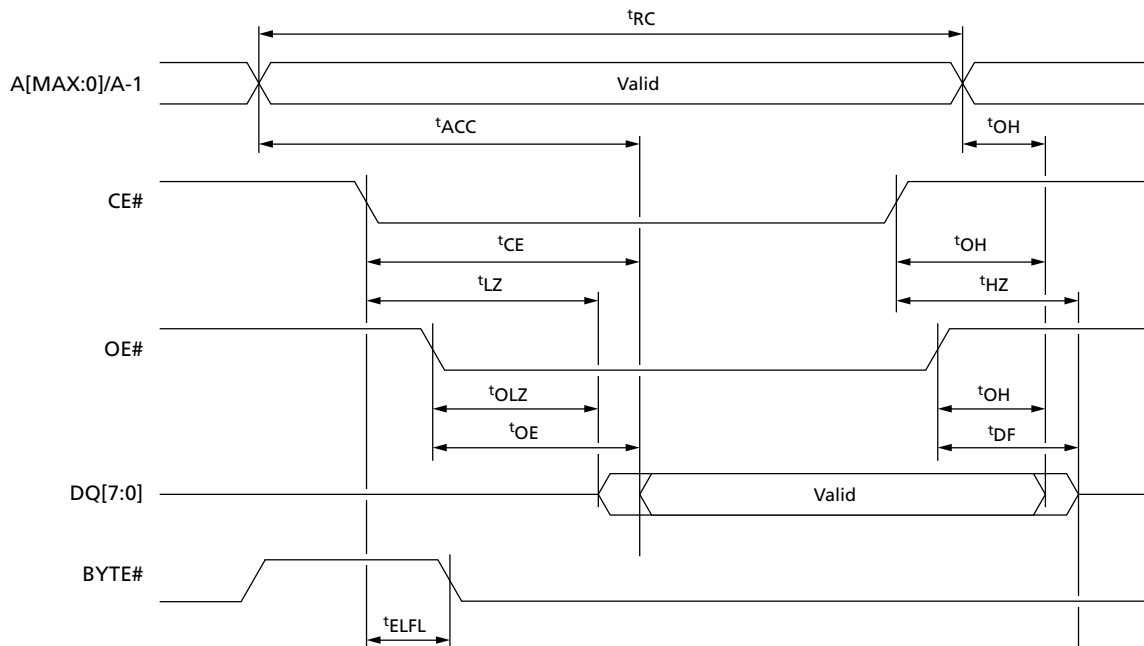 tRC
A[MAX:0]/A-1
Valid
tACC
tOH
CE#
tCE
tOH
tLZ
tHZ
OE#
tOLZ
tOH
tOE
tDF
DQ[7:0]
Valid
BYTE#
tELFL